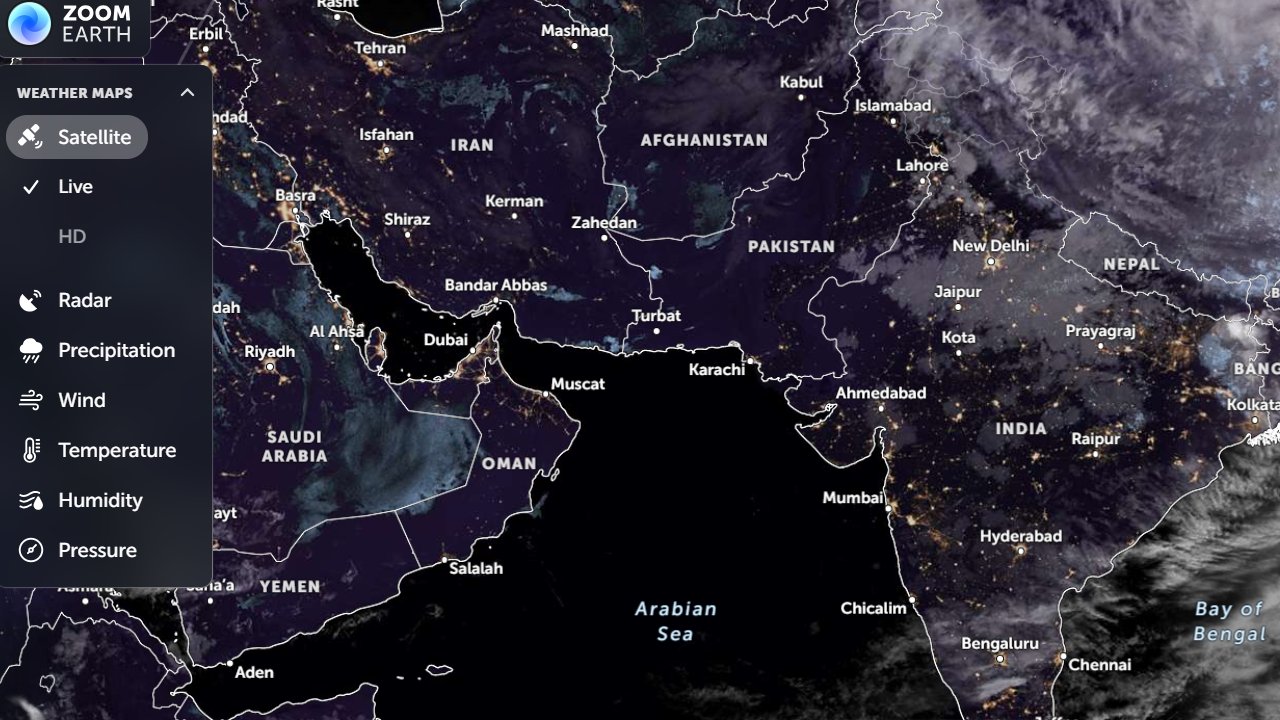 ZOOM
EARTH
WEATHER MAPS
Satellite
Live
HD
Radar
Precipitation
Wind
Temperature
Humidity
Pressure
Rasht
Erbil
Tehran
Mashhad
Kabul
Islamabad
Isfahan
IRAN
AFGHANISTAN
Lahore
Basra
Shiraz
Kerman
Zahedan
PAKISTAN
New Delhi
NEPAL
Bandar Abbas
Jaipur
dah
Al Ahsa
Dubai
Turbat
Kota
Prayagraj
Riyadh
Karachi
BANG
Muscat
Ahmedabad
Kolkata
SAUDI
ARABIA
OMAN
INDIA
Raipur
Mumbai
ayt
Hyderabad
Salalah
YEMEN
Arabian
Sea
Chicalim
Bay of
Bengal
Bengaluru
Aden
Chennai